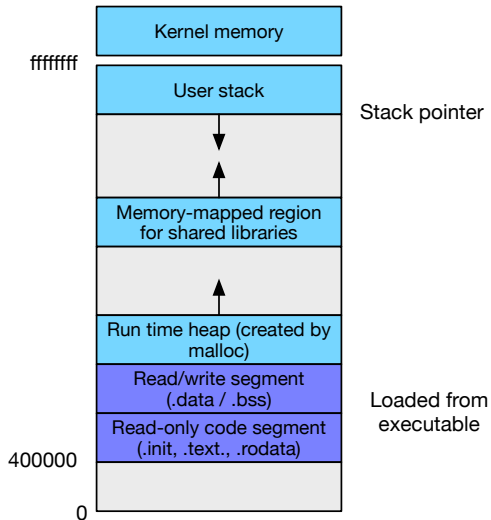 Kernel memory
ffffffff
User stack
Stack pointer
Memory-mapped region
for shared libraries
Run time heap (created by
malloc)
Read/write segment
(.data / .bss)
Loaded from
executable
Read-only code segment
(.init, .text., .rodata)
400000
0